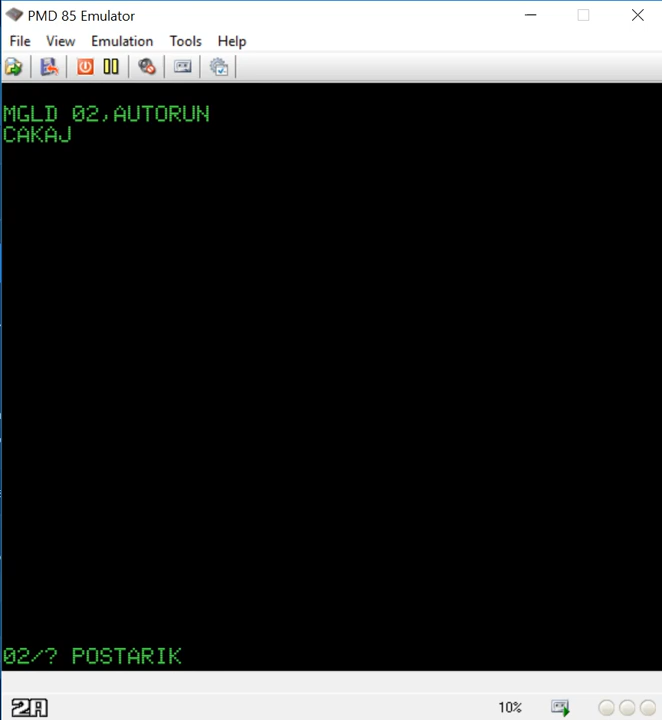 PMD 85 Emulator
File View Emulation Tools Help
MGLD 02,AUTORUN
CAKAJ
02/? POSTARIK
2A 10%